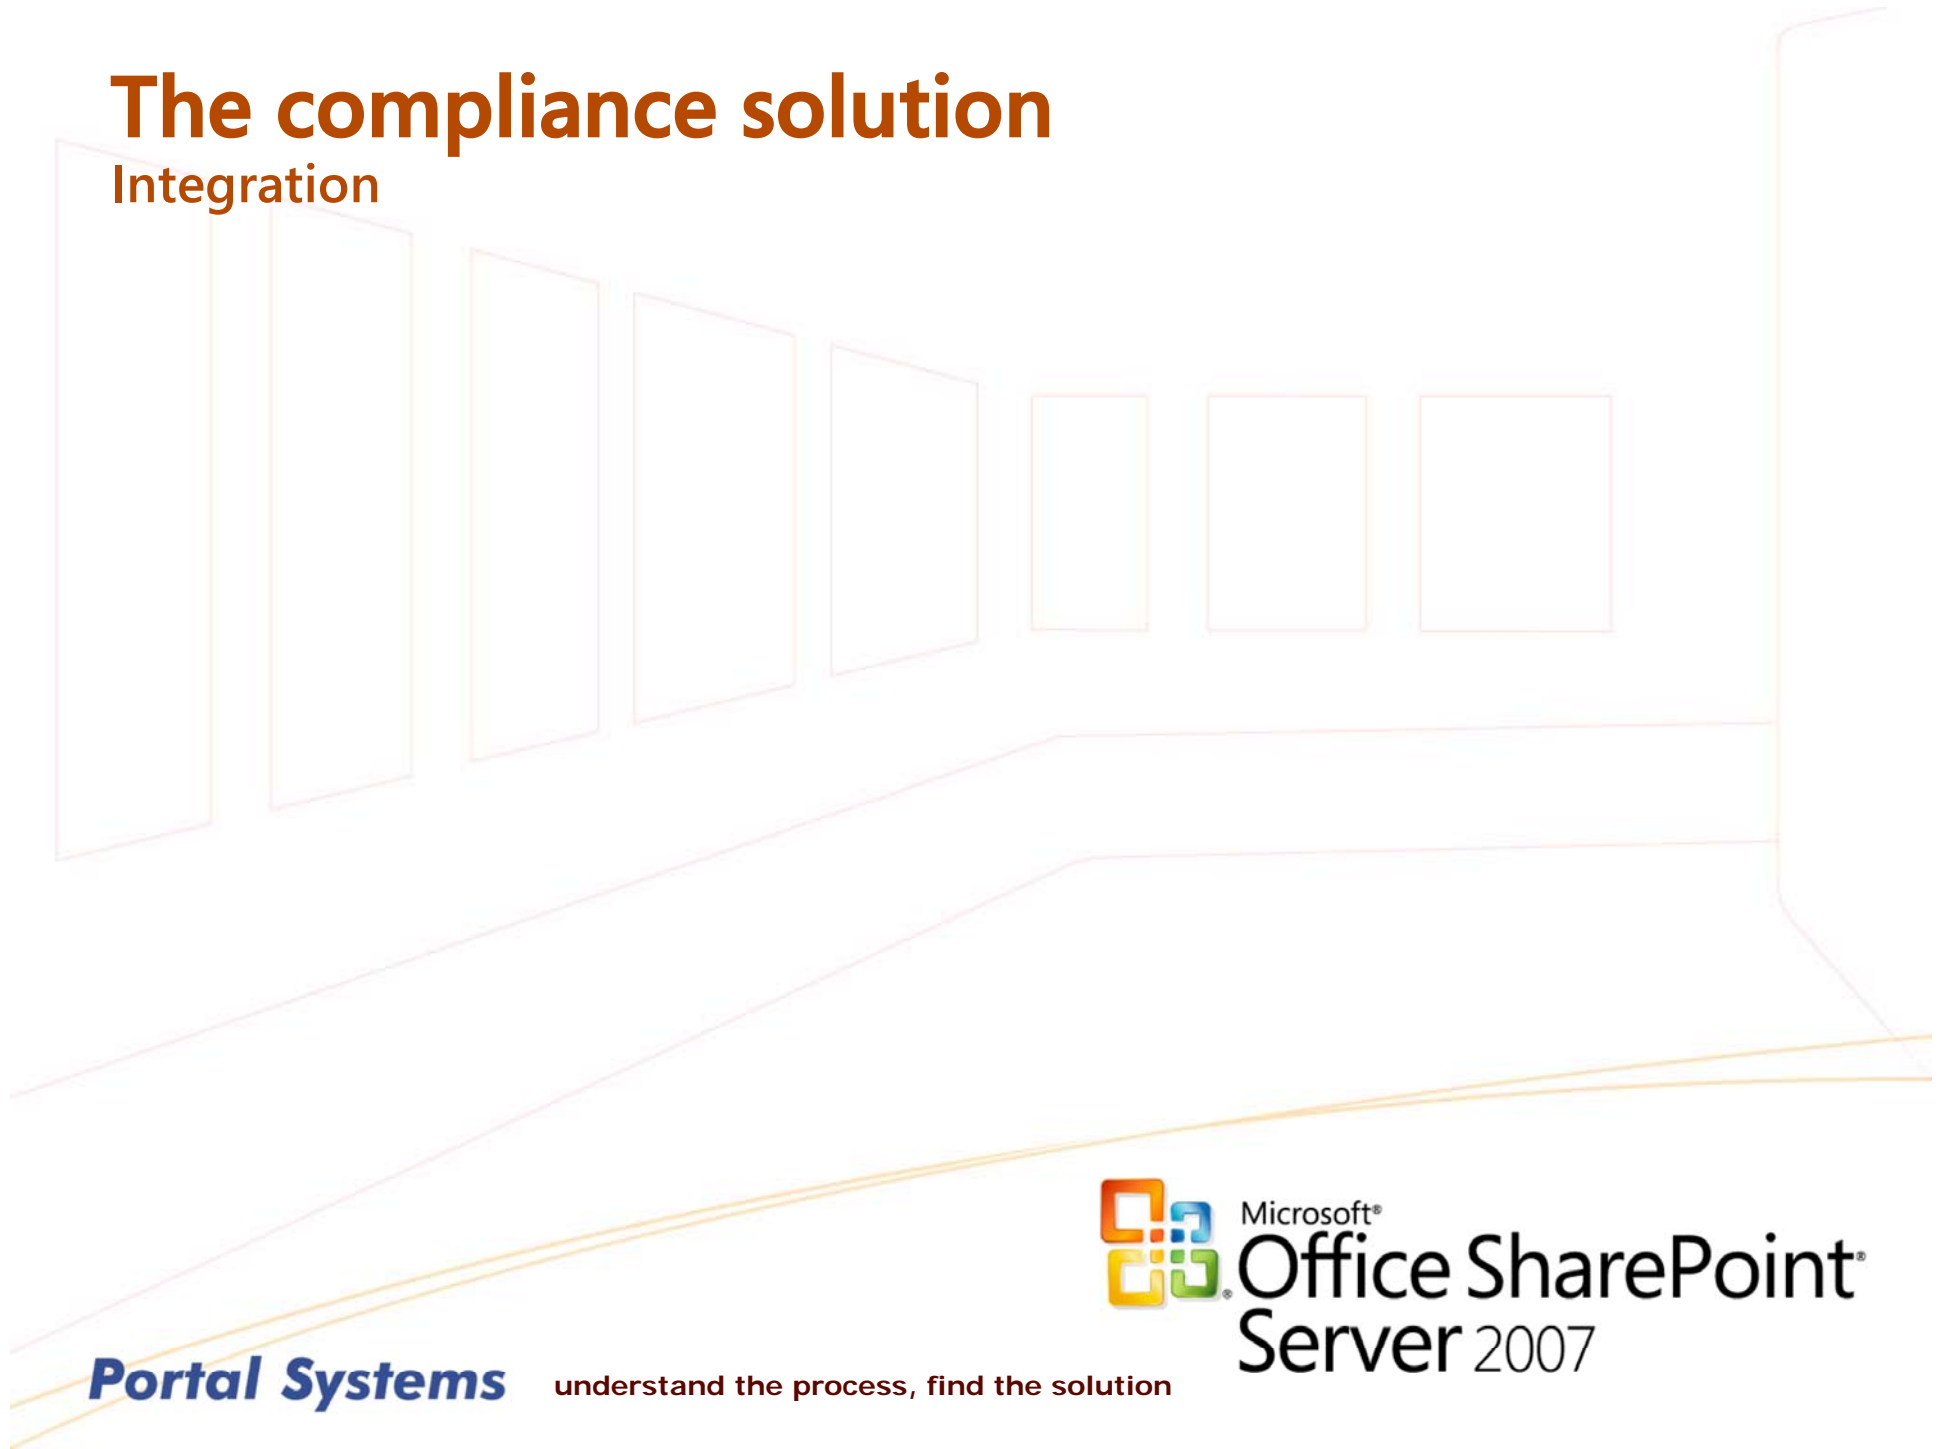 The compliance solution
Integration
Microsoft®
Office SharePoint®
Server 2007
Portal Systems
understand the process, find the solution